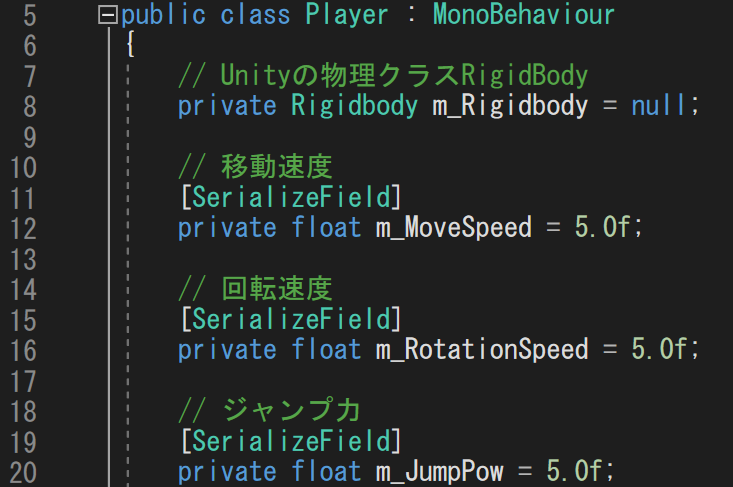 5 public class Player : MonoBehaviour
6 {
7 // Unityの物理クラスRigidBody
8 private Rigidbody m_Rigidbody = null;
9
10 // 移動速度
11 [SerializeField]
12 private float m_MoveSpeed = 5.0f;
13
14 // 回転速度
15 [SerializeField]
16 private float m_RotationSpeed = 5.0f;
17
18 // ジャンプ力
19 [SerializeField]
20 private float m_JumpPow = 5.0f;